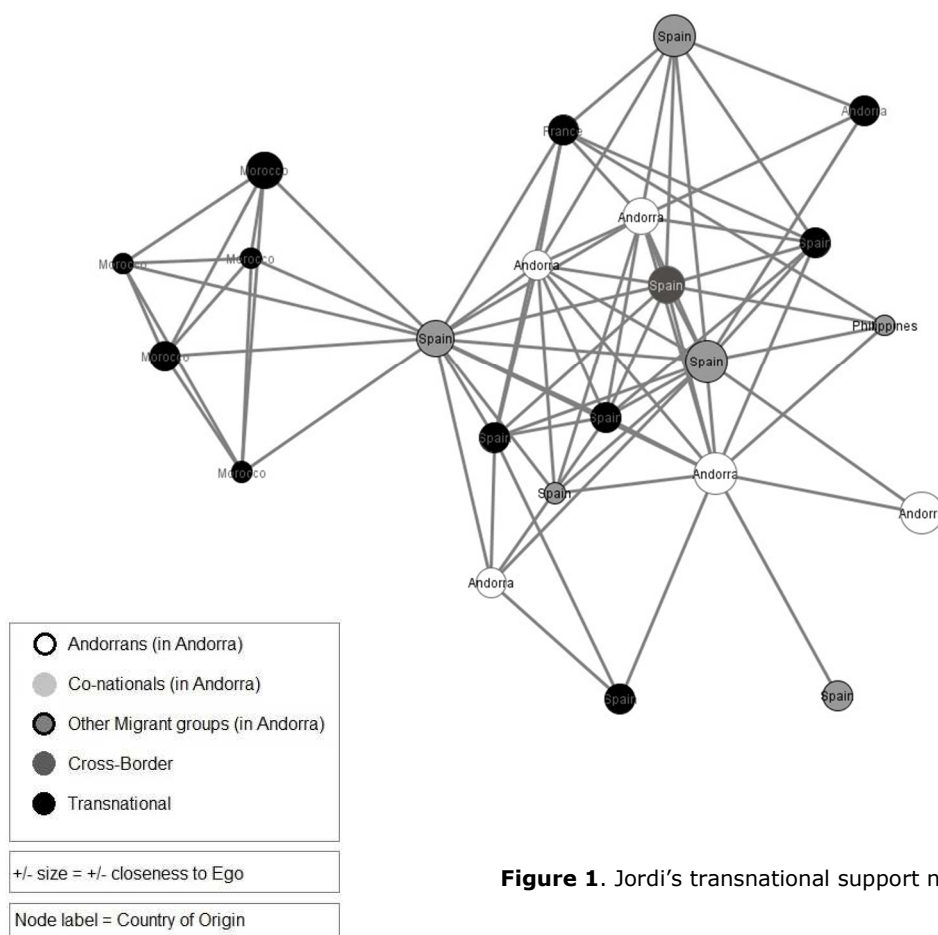 Spain
Andorra
France
Morocco
Andorra
Spain
Morocco
Morocco
Andorra
Spain
Philippines
Spain
Morocco
Spain
Spain
Spain
Morocco
Andorra
Spain
Andorr
Andorra
Spain
Spain
Andorrans (in Andorra)
Co-nationals (in Andorra)
Other Migrant groups (in Andorra)
Cross-Border
Transnational
+/- size = +/- closeness to Ego
Node label = Country of Origin
Figure 1. Jordi's transnational support n